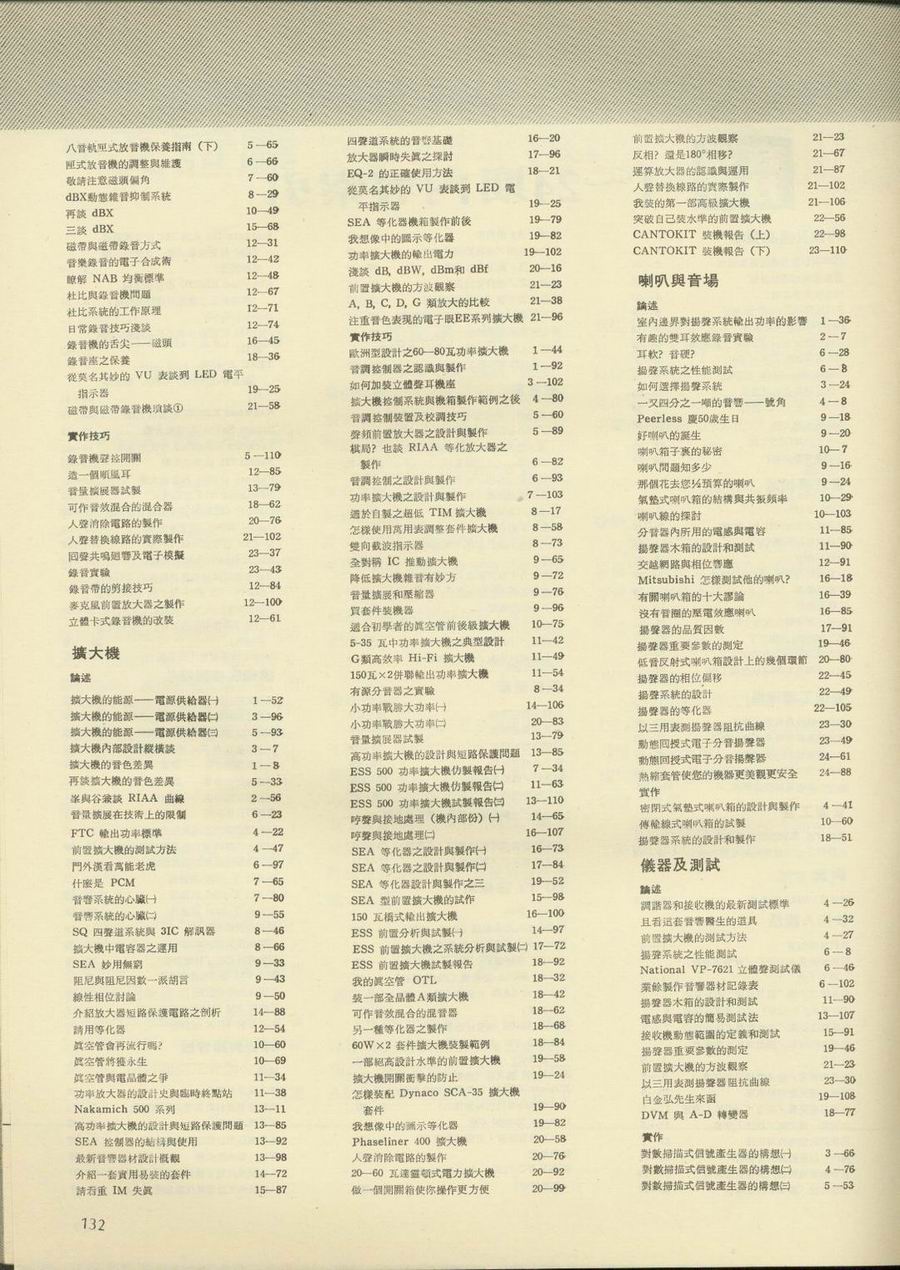 八音軌匣式放音機保養指南（下） 5—65
匣式放音機的調整與維護 6—66
敬請注意磁頭偏角 7—60
dBX動態雜音抑制系統 8—29
再談 dBX 10—49
三談 dBX 15—68
磁帶與磁帶錄音方式 12—31
音樂錄音的電子合成術 12—42
瞭解 NAB 均衡標準 12—48
杜比與錄音機問題 12—67
杜比系統的工作原理 12—71
日常錄音技巧淺談 12—74
錄音機的舌尖——磁頭 16—45
錄音座之保養 18—36
從莫名其妙的 VU 表談到 LED 電平
指示器 19—25
磁帶與磁帶錄音機瑣談① 21—58
實作技巧
錄音機聲控開關 5—110
造一個順風耳 12—85
音量擴展器試製 13—79
可作音效混合的混合器 18—62
人聲消除電路的製作 20—76
人聲替換線路的實際製作 21—102
回聲共鳴迴響及電子模擬 23—37
錄音實驗 23—43
錄音帶的剪接技巧 12—84
麥克風前置放大器之製作 12—100
立體卡式錄音機的改裝 12—61
擴大機
論述
擴大機的能源——電源供給器㈠ 1—52
擴大機的能源——電源供給器㈡ 3—96
擴大機的能源——電源供給器㈢ 5—93
擴大機內部設計縱橫談 3—7
擴大機的音色差異 1—8
再談擴大機的音色差異 5—33
峯與谷兼談 RIAA 曲線 2—56
音量擴展在技術上的限制 6—23
FTC 輸出功率標準 4—22
前置擴大機的測試方法 4—47
門外漢看萬能老虎 6—97
什麼是 PCM 7—65
音響系統的心臟㈠ 7—80
音響系統的心臟㈡ 9—55
SQ 四聲道系統與 3IC 解訊器 8—46
擴大機中電容器之運用 8—66
SEA 妙用無窮 9—33
阻尼與阻尼因數一派胡言 9—43
線性相位討論 9—50
介紹放大器短路保護電路之剖析 14—88
請用等化器 12—54
眞空管會再流行嗎? 10—60
眞空管將獲永生 10—69
眞空管與電晶體之爭 11—34
功率放大器的設計史與臨時終點站 11—38
Nakamich 500 系列 13—11
高功率擴大機的設計與短路保護問題 13—85
SEA 控制器的結構與使用 13—92
最新音響器材設計概觀 13—98
介紹一套實用易裝的套件 14—72
請看重 IM 失眞 15—87
132
四聲道系統的音響基礎 16—20
放大器瞬時失眞之探討 17—96
EQ-2 的正確使用方法 18—21
從莫名其妙的 VU 表談到 LED 電
平指示器 19—25
SEA 等化器機箱製作前後 19—79
我想像中的圖示等化器 19—82
功率擴大機的輸出電力 19—102
淺談 dB, dBW, dBm和 dBf 20—16
前置擴大機的方波觀察 21—23
A, B, C, D, G 類放大的比較 21—38
注重音色表現的電子眼EE系列擴大機 21—96
實作技巧
歐洲型設計之60—80瓦功率擴大機 1—44
音調控制器之認識與製作 1—92
如何加裝立體聲耳機座 3—102
擴大機控制系統與機箱製作範例之後 4—80
音調控制裝置及校調技巧 5—60
聲頻前置放大器之設計與製作 5—89
棋局? 也談 RIAA 等化放大器之
製作 6—82
音調控制之設計與製作 6—93
功率擴大機之設計與製作 7—103
適於自製之超低 TIM 擴大機 8—17
怎樣使用萬用表調整套件擴大機 8—58
雙向截波指示器 8—73
全對稱 IC 推動擴大機 9—65
降低擴大機雜音有妙方 9—72
音量擴展和壓縮器 9—76
買套件裝機器 9—96
適合初學者的眞空管前後級擴大機 10—75
5-35 瓦中功率擴大機之典型設計 11—42
G類高效率 Hi-Fi 擴大機 11—49
150瓦×2併聯輸出功率擴大機 11—54
有源分音器之實驗 8—34
小功率戰勝大功率㈠ 14—106
小功率戰勝大功率㈡ 20—83
音量擴展器試製 13—79
高功率擴大機的設計與短路保護問題 13—85
ESS 500 功率擴大機仿製報告㈠ 7—34
ESS 500 功率擴大機仿製報告㈡ 11—63
ESS 500 功率擴大機試製報告㈢ 13—110
哼聲與接地處理（機內部份）㈠ 14—65
哼聲與接地處理㈡ 16—107
SEA 等化器之設計與製作㈠ 16—73
SEA 等化器之設計與製作㈡ 17—84
SEA 等化器設計與製作之三 19—52
SEA 型前置擴大機的試作 15—98
150 瓦橋式輸出擴大機 16—100
ESS 前置分析與試製㈠ 14—97
ESS 前置擴大機之系統分析與試製㈡ 17—72
ESS 前置擴大機試製報告 18—92
我的眞空管 OTL 18—32
裝一部全晶體A類擴大機 18—42
可作音效混合的混音器 18—62
另一種等化器之製作 18—68
60W×2 套件擴大機裝製範例 18—84
一部絕高設計水準的前置擴大機 19—58
擴大機開關衝擊的防止 19—24
怎樣裝配 Dynaco SCA-35 擴大機
套件 19—90
我想像中的圖示等化器 19—82
Phaseliner 400 擴大機 20—58
人聲消除電路的製作 20—76
20—60 瓦達靈頓式電力擴大機 20—92
做一個開關箱使你操作更方便 20—99
前置擴大機的方波觀察 21—23
反相? 還是180°相移? 21—67
運算放大器的認識與運用 21—87
人聲替換線路的實際製作 21—102
我裝的第一部高級擴大機 21—106
突破自己裝水準的前置擴大機 22—56
CANTOKIT 裝機報告（上） 22—98
CANTOKIT 裝機報告（下） 23—110
喇叭與音場
論述
室內邊界對揚聲系統輸出功率的影響 1—36
有趣的雙耳效應錄音實驗 2—7
耳軟? 音硬? 6—28
揚聲系統之性能測試 6—8
如何選擇揚聲系統 3—24
一又四分之一噸的音響——號角 4—8
Peerless 慶50歲生日 9—18
好喇叭的誕生 9—20
喇叭箱子裏的秘密 10—7
喇叭問題知多少 9—16
那個花去您¼預算的喇叭 9—24
氣墊式喇叭箱的結構與共振頻率 10—29
喇叭線的探討 10—103
分音器內所用的電感與電容 11—85
揚聲器木箱的設計和測試 11—90
交越網路與相位響應 12—91
Mitsubishi 怎樣測試他的喇叭? 16—18
有關喇叭箱的十大謬論 16—39
沒有音圈的壓電效應喇叭 16—85
揚聲器的品質因數 17—91
揚聲器重要參數的測定 19—46
低音反射式喇叭箱設計上的幾個環節 20—80
揚聲器的相位偏移 22—45
揚聲系統的設計 22—49
揚聲器的等化器 22—105
以三用表測揚聲器阻抗曲線 23—30
動態回授式電子分音揚聲器 23—49
動態回授式電子分音揚聲器 24—61
熱縮套管使您的機器更美觀更安全 24—88
實作
密閉式氣墊式喇叭箱的設計與製作 4—41
傳輸線式喇叭箱的試製 10—60
揚聲器系統的設計和製作 18—51
儀器及測試
論述
調諧器和接收機的最新測試標準 4—26
且看這套音響醫生的道具 4—32
前置擴大機的測試方法 4—27
揚聲系統之性能測試 6—8
National VP-7621 立體聲測試儀 6—46
業餘製作音響器材記錄表 6—102
揚聲器木箱的設計和測試 11—90
電感與電容的簡易測試法 13—107
接收機動態範圍的定義和測試 15—91
揚聲器重要參數的測定 19—46
前置擴大機的方波觀察 21—23
以三用表測揚聲器阻抗曲線 23—30
白金弘先生來函 19—108
DVM 與 A-D 轉變器 18—77
實作
對數掃描式信號產生器的構想㈠ 3—66
對數掃描式信號產生器的構想㈡ 4—76
對數掃描式信號產生器的構想㈢ 5—53